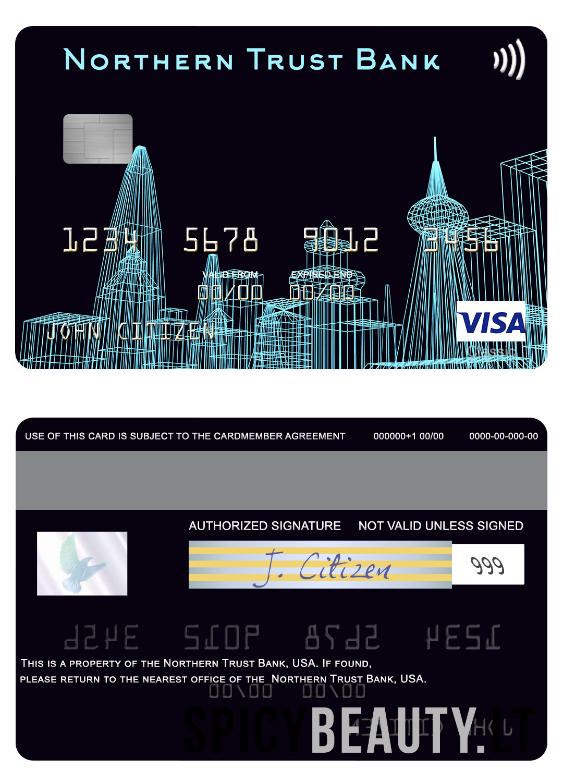 NORTHERN TRUST BANK
1234 5678 9012 3456
VALID FROM EXPIRED END
00/00 00/00
JOHN CITIZEN
VISA
Classic
USE OF THIS CARD IS SUBJECT TO THE CARDMEMBER AGREEMENT 000000+1 00/00 0000-00-000-00
AUTHORIZED SIGNATURE NOT VALID UNLESS SIGNED
J. Citizen 999
THIS IS A PROPERTY OF THE NORTHERN TRUST BANK, USA. IF FOUND,
PLEASE RETURN TO THE NEAREST OFFICE OF THE NORTHERN TRUST BANK, USA.
SPICYBEAUTY.LT